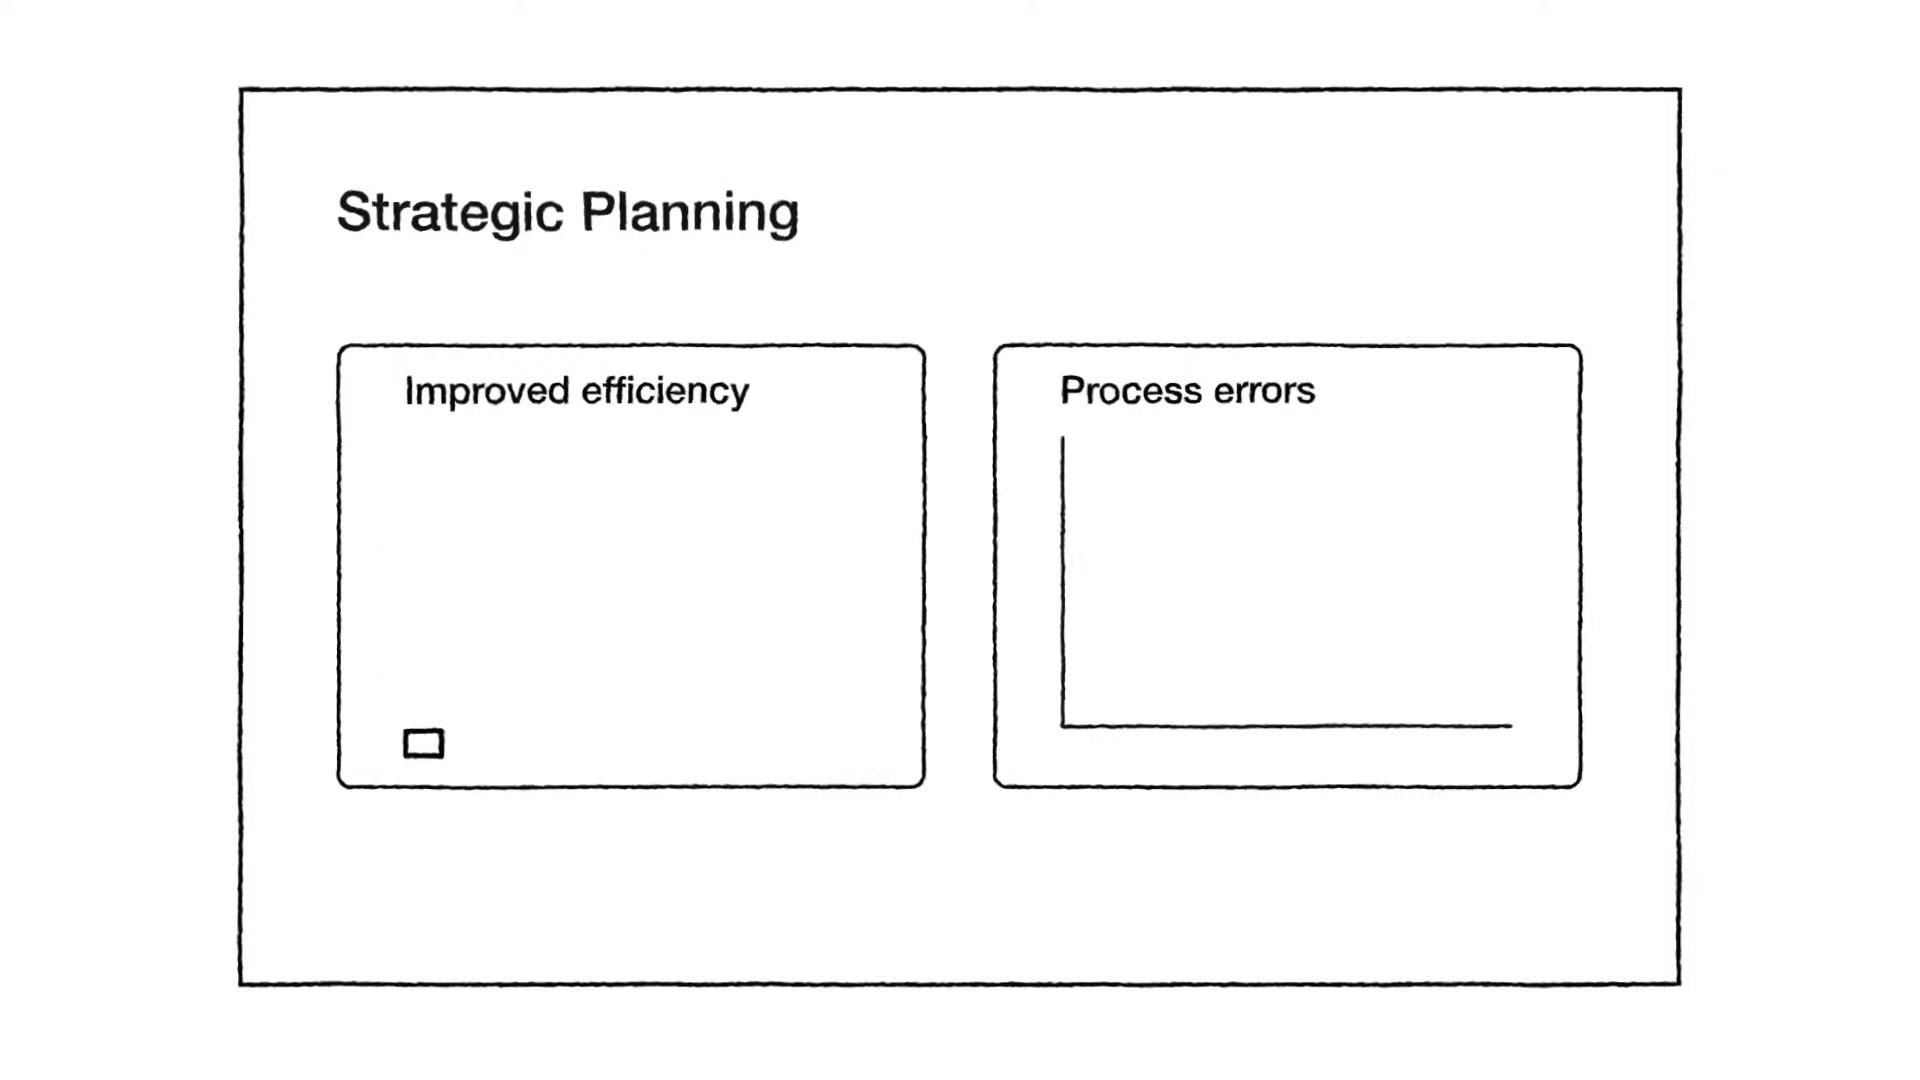 Strategic Planning
Improved efficiency
Process errors